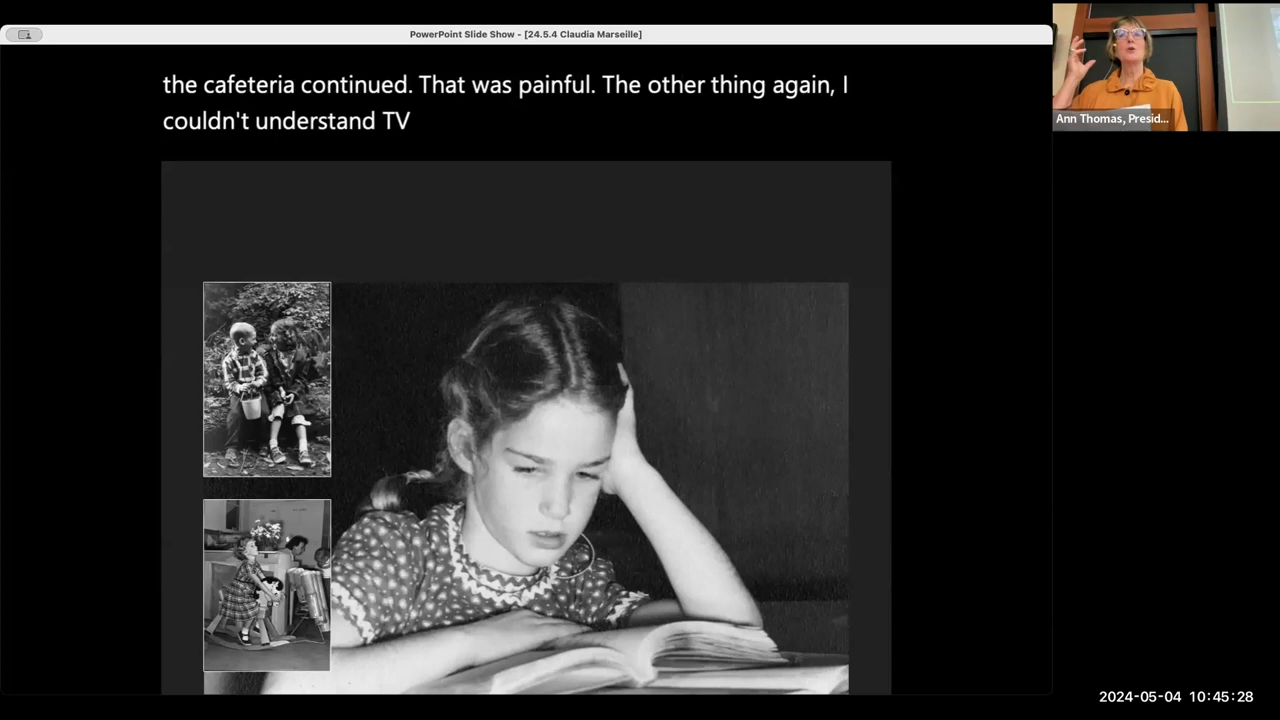 PowerPoint Slide Show - [24.5.4 Claudia Marseille]
the cafeteria continued. That was painful. The other thing again, I
couldn't understand TV
Ann Thomas, Presid...
2024-05-04 10:45:28